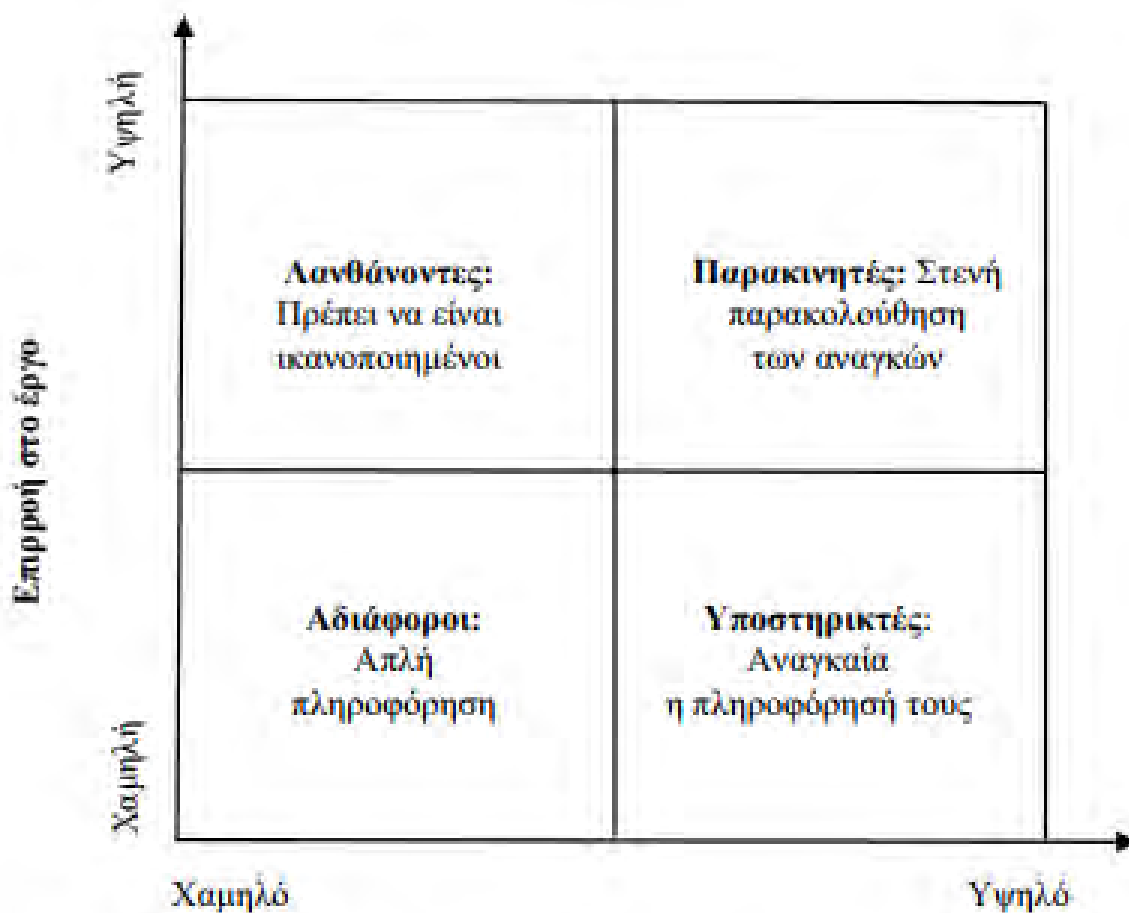 Υψηλή
Λανθάνοντες:
Πρέπει να είναι
ικανοποιημένοι
Παρακινητές: Στενή
παρακολούθηση
των αναγκών
Επιρροή στο έργο
Αδιάφοροι:
Απλή
πληροφόρηση
Υποστηρικτές:
Αναγκαία
η πληροφόρησή τους
Χαμηλή
Χαμηλό
Υψηλό